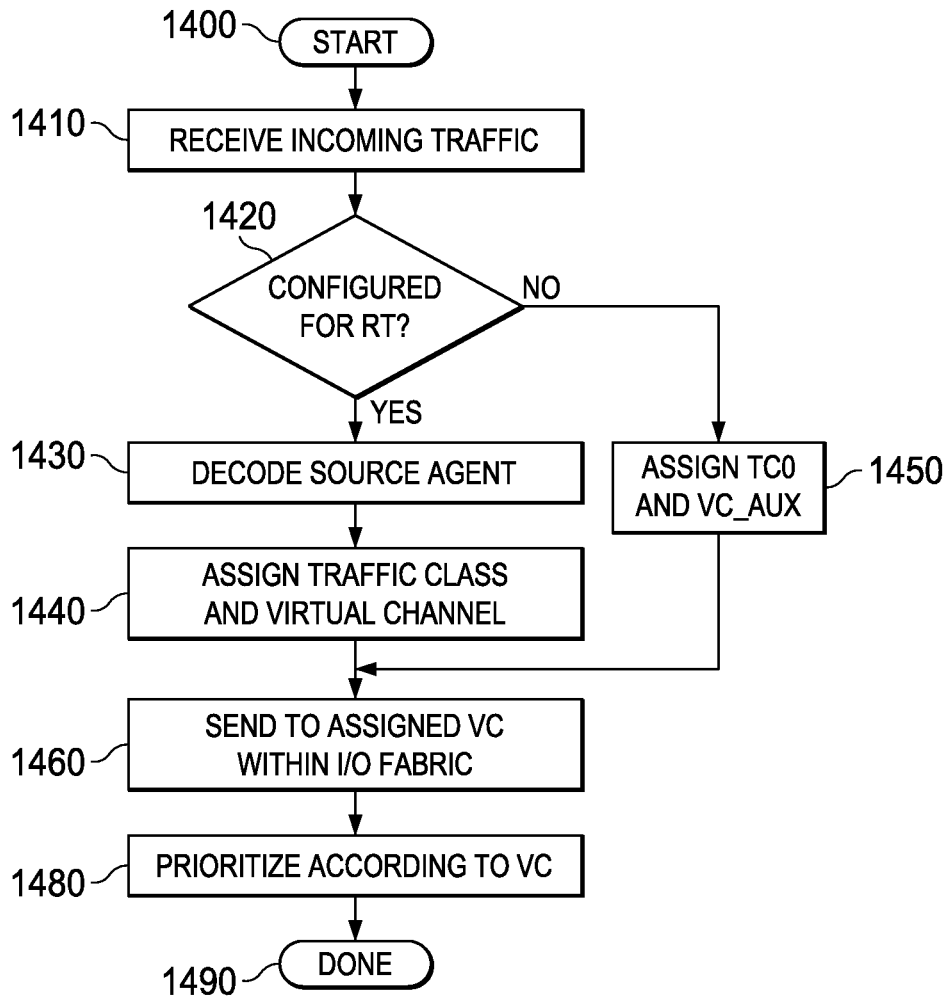 1400
START
1410
RECEIVE INCOMING TRAFFIC
1420
CONFIGURED
FOR RT?
NO
YES
1430
DECODE SOURCE AGENT
ASSIGN TC0
AND VC_AUX
1450
1440
ASSIGN TRAFFIC CLASS
AND VIRTUAL CHANNEL
1460
SEND TO ASSIGNED VC
WITHIN I/O FABRIC
1480
PRIORITIZE ACCORDING TO VC
1490
DONE